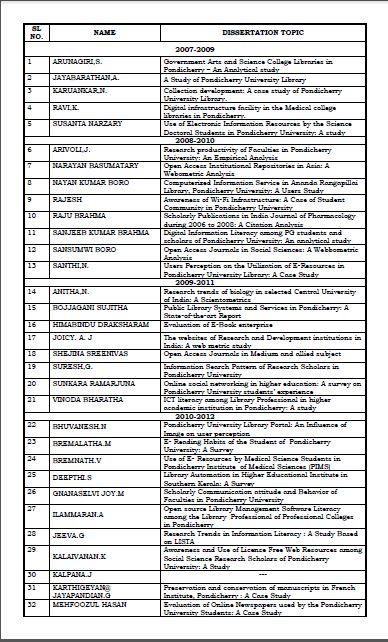 SL NO. NAME DISSERTATION TOPIC
2007-2009
1 ARUNAGIRI,S. Government Arts and Science College Libraries in
Pondicherry – An Analytical study
2 JAYABARATHAN,A. A Study of Pondicherry University Library
3 KARUANKAR,N. Collection development: A case study of Pondicherry
University Library.
4 RAVI,K. Digital infrastructure facility in the Medical college
libraries in Pondicherry.
5 SUSANTA NARZARY Use of Electronic Information Resources by the Science
Doctoral Students in Pondicherry University: A study
2008-2010
6 ARIVOLI,J. Research productivity of Faculties in Pondicherry
University: An Empirical Analysis
7 NARAYAN BASUMATARY Open Access Institutional Repositories in Asia: A
Webometric Analysis
8 NAYAN KUMAR BORO Computerized Information Service in Ananda Rangapillai
Library, Pondicherry University: A Users Study
9 RAJESH Awareness of Wi-Fi Infrastructure: A Case of Student
Community in Pondicherry University
10 RAJU BRAHMA Scholarly Publications in India Journal of Pharmacology
during 2006 to 2008: A Citation Analysis
11 SANJEEB KUMAR BRAHMA Digital Information Literacy among PG students and
scholars of Pondicherry University: An analytical study
12 SANSUMWI BORO Open Access Journals in Social Sciences: A Webbometric
Analysis
13 SANTHI,N. Users Perception on the Utilization of E-Resources in
Pondicherry University Library: A Case Study
2009-2011
14 ANITHA,N. Research trends of biology in selected Central University
of India: A Scientometrics
15 BOJJAGANI SUJITHA Public Library Systems and Services in Pondicherry: A
State-of-the-art Report
16 HIMABINDU DRAKSHARAM Evaluation of E-Book enterprise
17 JOICY. A. J The websites of Research and Development institutions in
India: A web metric study
18 SHEJINA SREENIVAS Open Access Journals in Medium and allied subject
19 SURESH,G. Information Search Pattern of Research Scholars in
Pondicherry University
20 SUNKARA RAMARJUNA Online social networking in higher education: A survey on
Pondicherry University students' experience
21 VINODA BHARATHA ICT literacy among Library Professional in higher
academic institution in Pondicherry: A study
2010-2012
22 BHUVANESH.N Pondicherry University Library Portal: An Influence of
Image on user perception
23 BREMALATHA.M E- Reading Habits of the Student of Pondicherry
University: A Survey
24 BREMNATH.V Use of E- Resources by Medical Science Students in
Pondicherry Institute of Medical Sciences (PIMS)
25 DEEPTHI.S Library Automation in Higher Educational Institute in
Southern Kerala: A Survey
26 GNANASELVI JOY.M Scholarly Communication attitude and Behavior of
Faculties in Pondicherry University
27 ILAMMARAN.A Open source Library Management Software Literacy
among the Library Professional of Professional Colleges
in Pondicherry
28 JEEVA.G Research Trends in Information Literacy : A Study Based
on LISTA
29 KALAIVANAN.K Awareness and Use of Licence Free Web Resources among
Social Science Research Scholars of Pondicherry
University: A Study
30 KALPANA.J ---
31 KARTHIGEYAN@ JAYAPANDIAN.G Preservation and conservation of manuscripts in French
Institute, Pondicherry : A Case Study
32 MEHFOOZUL HASAN Evaluation of Online Newspapers used by the Pondicherry
University Students: A Case Study